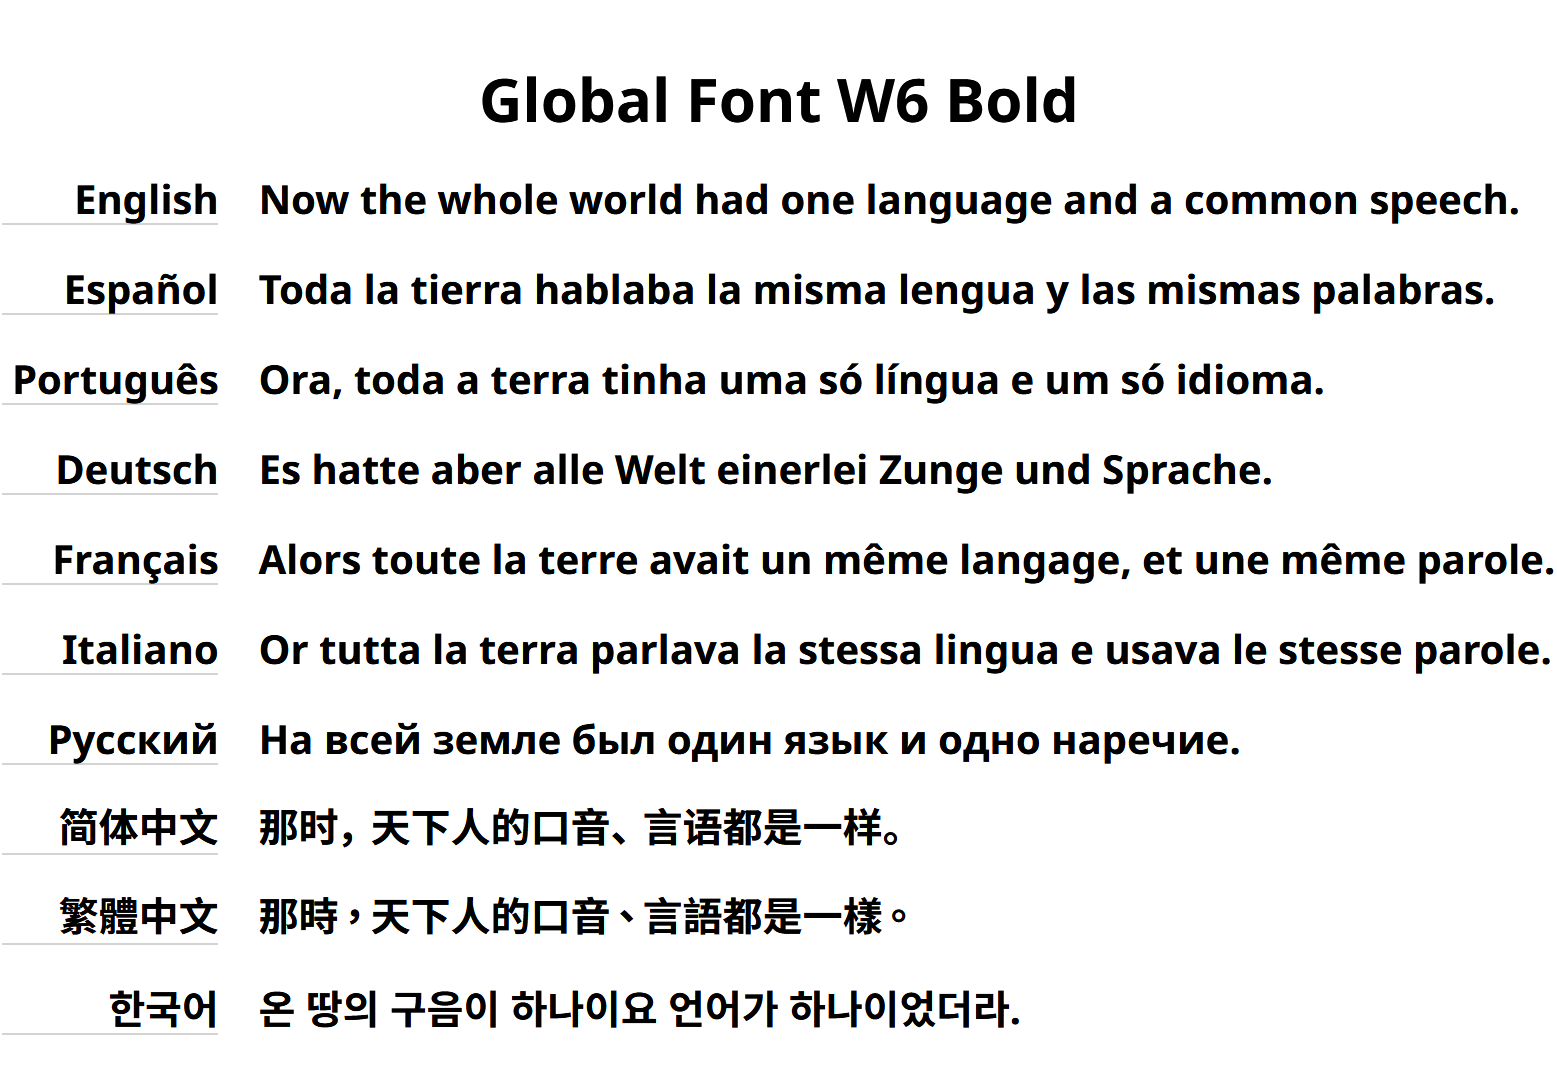 Global Font W6 Bold
English Now the whole world had one language and a common speech.
Español Toda la tierra hablaba la misma lengua y las mismas palabras.
Português Ora, toda a terra tinha uma só língua e um só idioma.
Deutsch Es hatte aber alle Welt einerlei Zunge und Sprache.
Français Alors toute la terre avait un même langage, et une même parole.
Italiano Or tutta la terra parlava la stessa lingua e usava le stesse parole.
Русский На всей земле был один язык и одно наречие.
简体中文 那时，天下人的口音、言语都是一样。
繁體中文 那時，天下人的口音、言語都是一樣。
한국어 온 땅의 구음이 하나이요 언어가 하나이었더라.